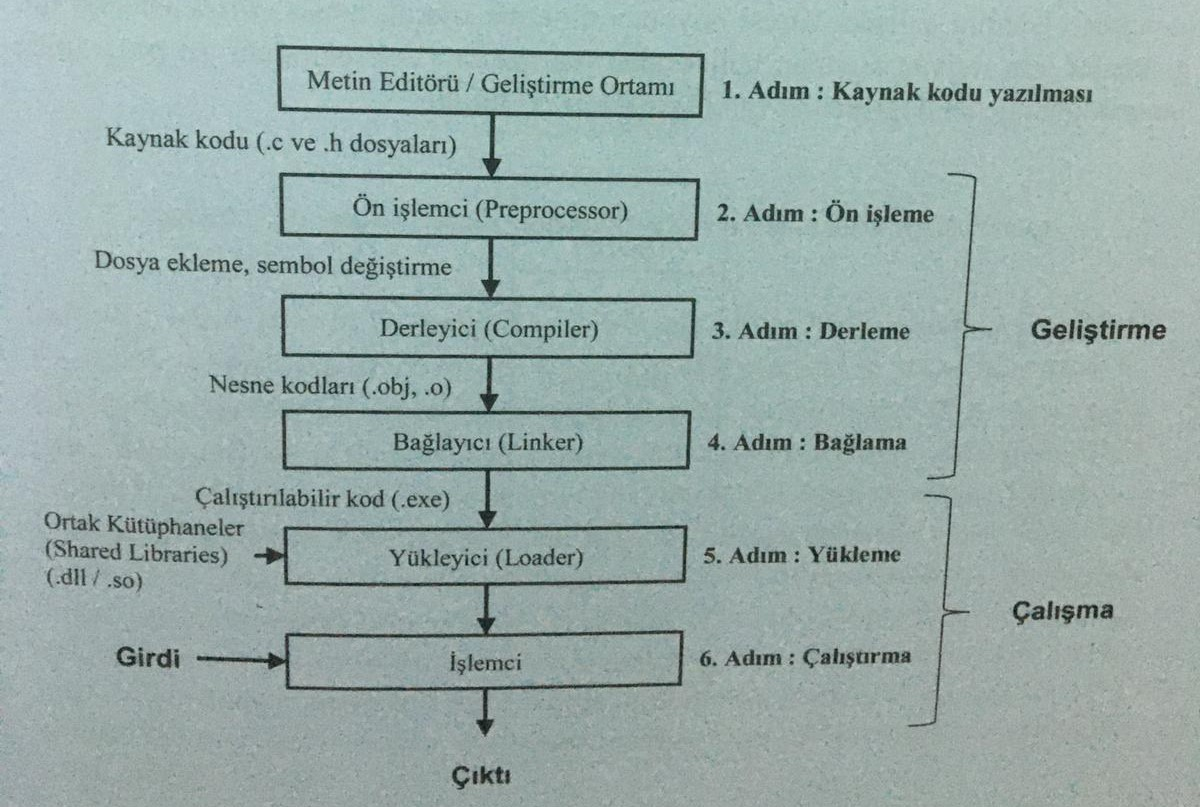 Metin Editörü / Geliştirme Ortamı
1. Adım : Kaynak kodu yazılması
Kaynak kodu (.c ve .h dosyaları)
Ön işlemci (Preprocessor)
2. Adım : Ön işleme
Dosya ekleme, sembol değiştirme
Derleyici (Compiler)
3. Adım : Derleme
Geliştirme
Nesne kodları (.obj, .o)
Bağlayıcı (Linker)
4. Adım : Bağlama
Çalıştırılabilir kod (.exe)
Ortak Kütüphaneler
(Shared Libraries)
(.dll / .so)
Yükleyici (Loader)
5. Adım : Yükleme
Çalışma
Girdi
İşlemci
6. Adım : Çalıştırma
Çıktı